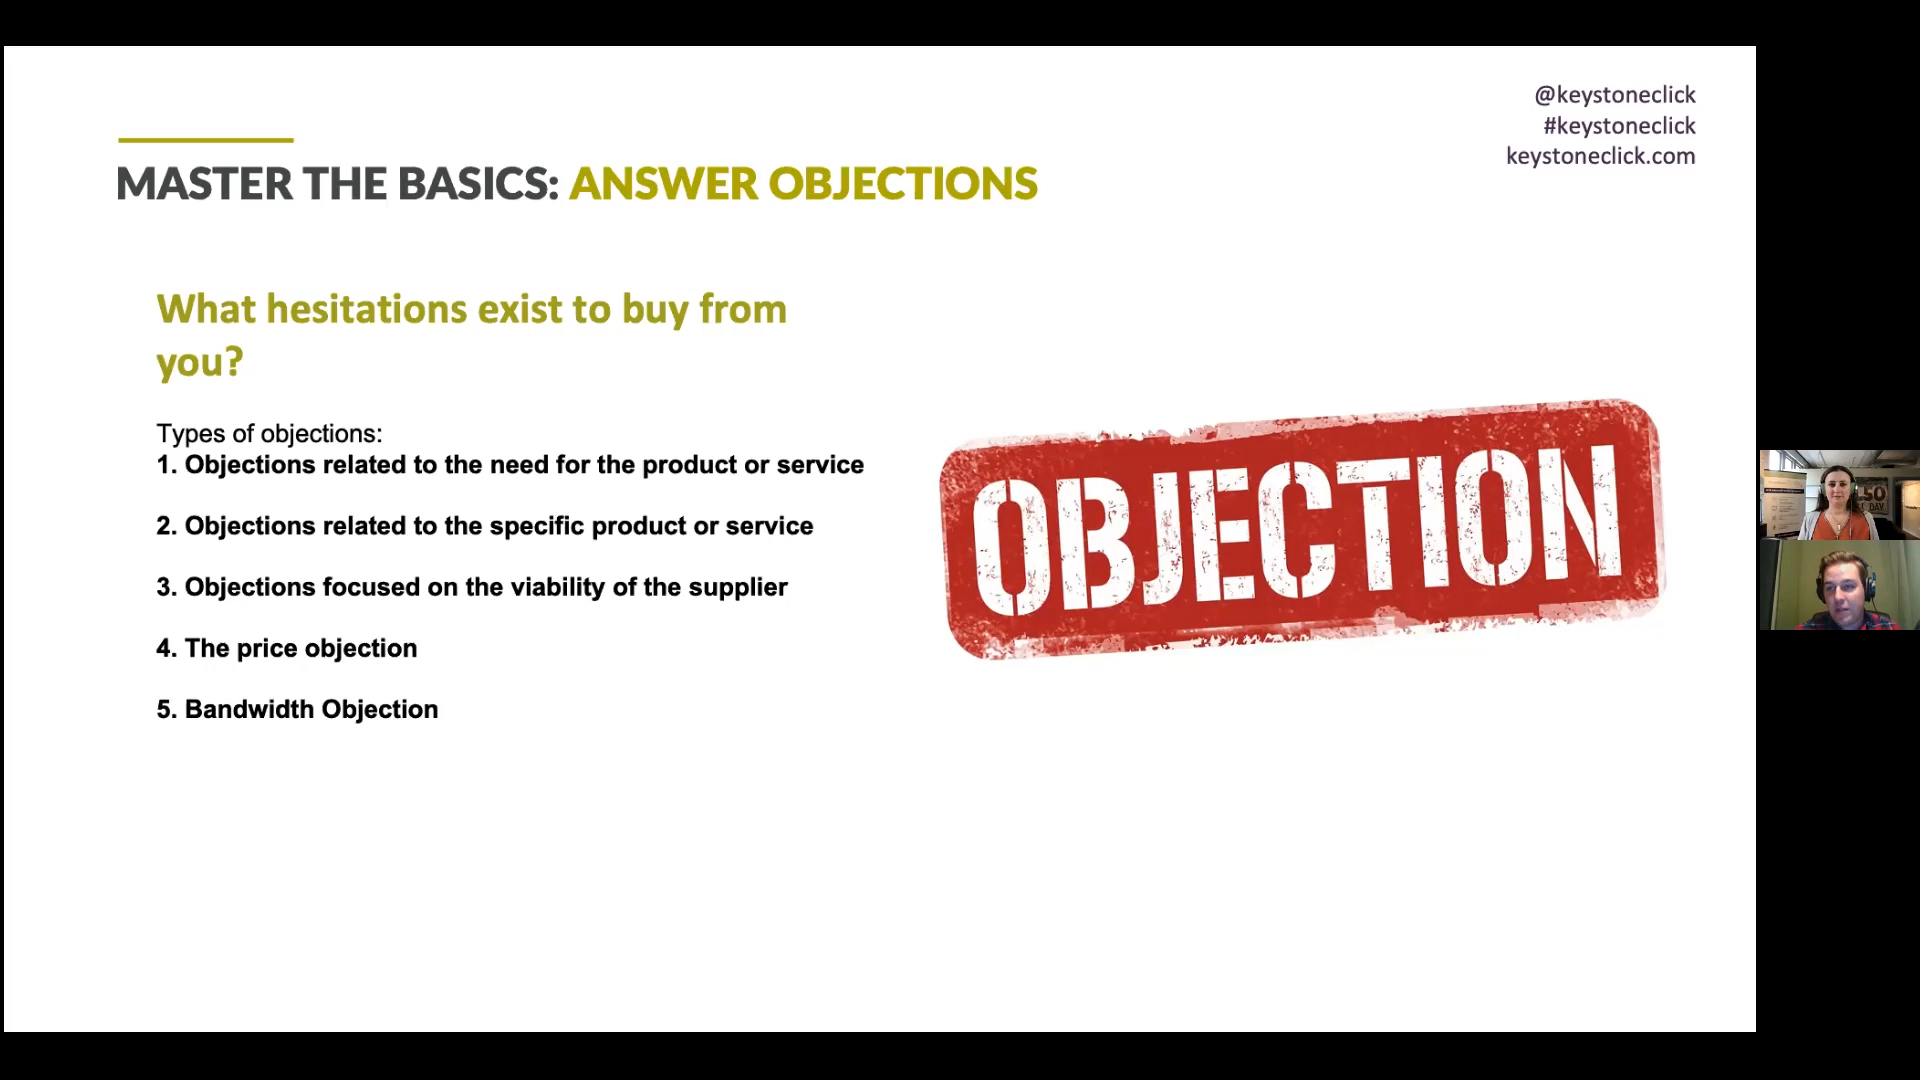 @keystoneclick
#keystoneclick
keystoneclick.com
MASTER THE BASICS: ANSWER OBJECTIONS
What hesitations exist to buy from
you?
Types of objections:
1. Objections related to the need for the product or service
2. Objections related to the specific product or service
3. Objections focused on the viability of the supplier
4. The price objection
5. Bandwidth Objection
OBJECTION